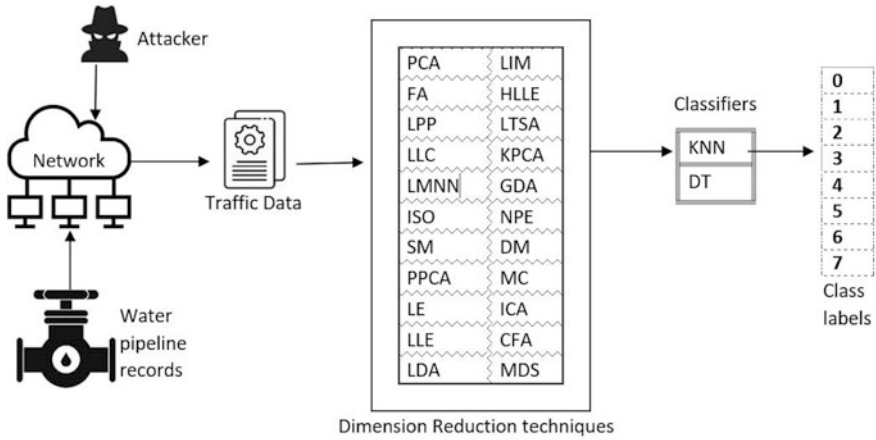 Attacker
Network
Traffic Data
Water
pipeline
records
PCA LIM
FA HLLE
LPP LTSA
LLC KPCA
LMNN GDA
ISO NPE
SM DM
PPCA MC
LE ICA
LLE CFA
LDA MDS
Dimension Reduction techniques
Classifiers
KNN
DT
0
1
2
3
4
5
6
7
Class
labels